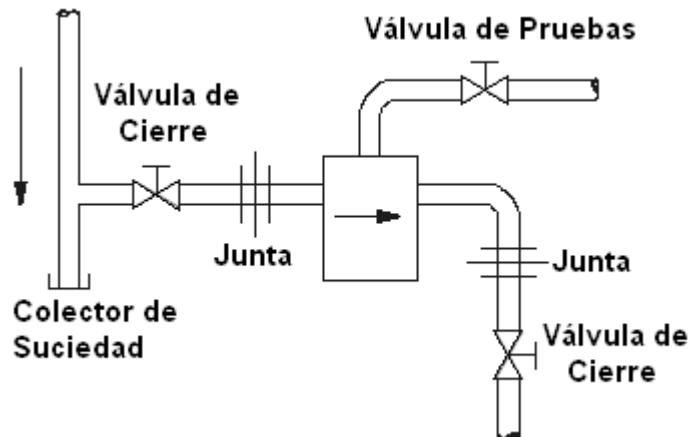 Válvula de Pruebas
Válvula de
Cierre
Junta
Junta
Colector de
Suciedad
Válvula de
Cierre